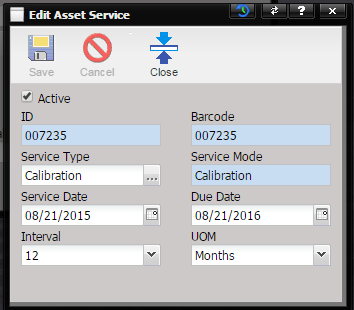 Edit Asset Service
Save Cancel Close
Active
ID Barcode
007235 007235
Service Type Service Mode
Calibration ... Calibration
Service Date Due Date
08/21/2015 08/21/2016
Interval UOM
12 Months